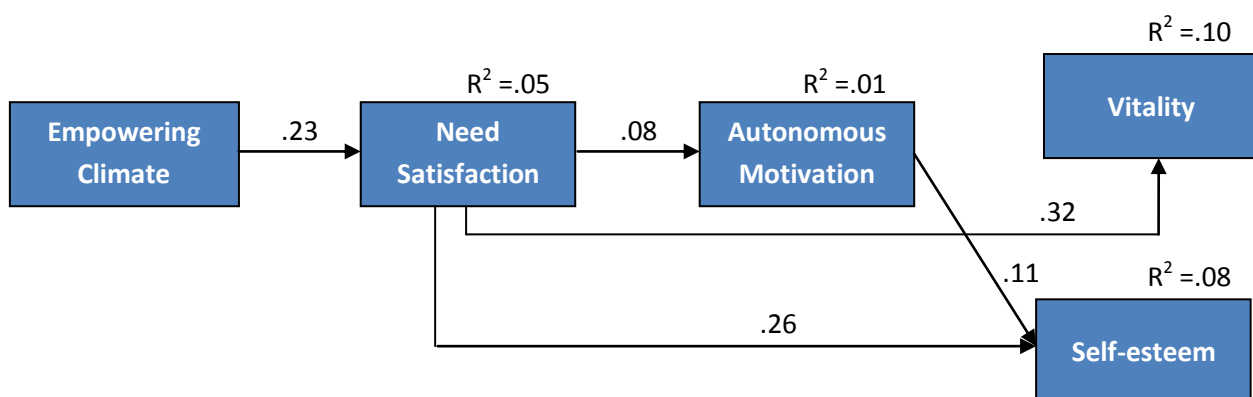 R² =.10
Vitality
R² =.05
R² =.01
Empowering
Climate
.23
Need
Satisfaction
.08
Autonomous
Motivation
.32
.11
R² =.08
.26
Self-esteem